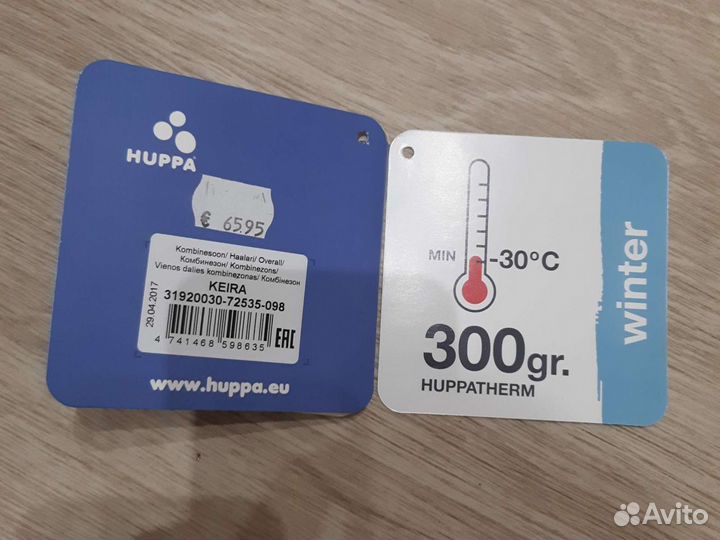 HUPPA
€ 65.95
Kombinesoon/ Haalari/ Overall/
Комбинезон/ Kombinezons/
Vienos dalies kombinezonas/ Комбінезон
KEIRA
31920030-72535-098
29.04.2017
EAC
4 741468 598635
www.huppa.eu
MIN -30°C
300gr.
HUPPATHERM
winter
Avito